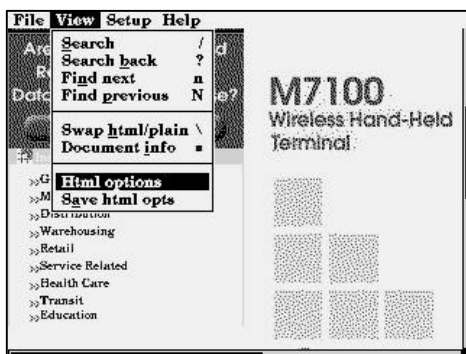 File View Setup Help
Search /
Search back ?
Find next n
Find previous N
Swap html/plain \
Document info
Html options
Save html opts
M7100
Wireless Hand-Held
Terminal
Warehousing
Retail
Service Related
Health Care
Transit
Education